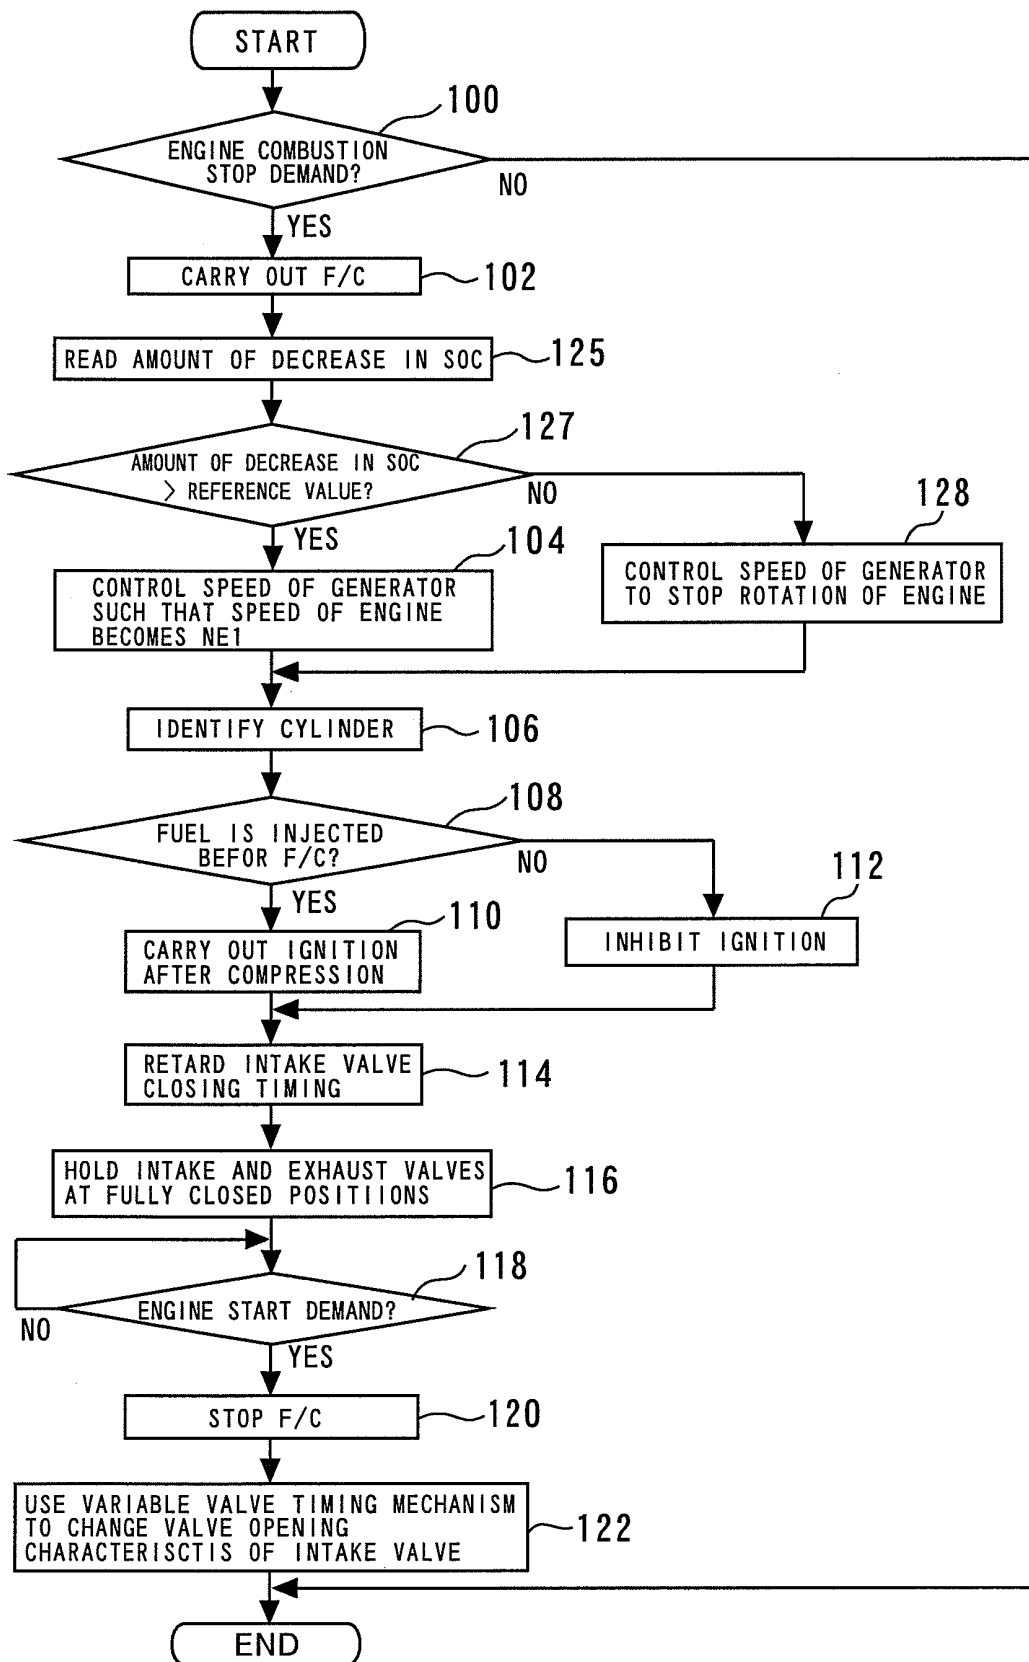 START
100
ENGINE COMBUSTION
STOP DEMAND?
NO
YES
CARRY OUT F/C
102
READ AMOUNT OF DECREASE IN SOC
125
127
AMOUNT OF DECREASE IN SOC
> REFERENCE VALUE?
NO
YES
128
104
CONTROL SPEED OF GENERATOR
SUCH THAT SPEED OF ENGINE
BECOMES NE1
CONTROL SPEED OF GENERATOR
TO STOP ROTATION OF ENGINE
IDENTIFY CYLINDER
106
108
FUEL IS INJECTED
BEFOR F/C?
NO
YES
112
110
CARRY OUT IGNITION
AFTER COMPRESSION
INHIBIT IGNITION
RETARD INTAKE VALVE
CLOSING TIMING
114
HOLD INTAKE AND EXHAUST VALVES
AT FULLY CLOSED POSITIIONS
116
118
ENGINE START DEMAND?
NO
YES
STOP F/C
120
USE VARIABLE VALVE TIMING MECHANISM
TO CHANGE VALVE OPENING
CHARACTERISCTIS OF INTAKE VALVE
122
END